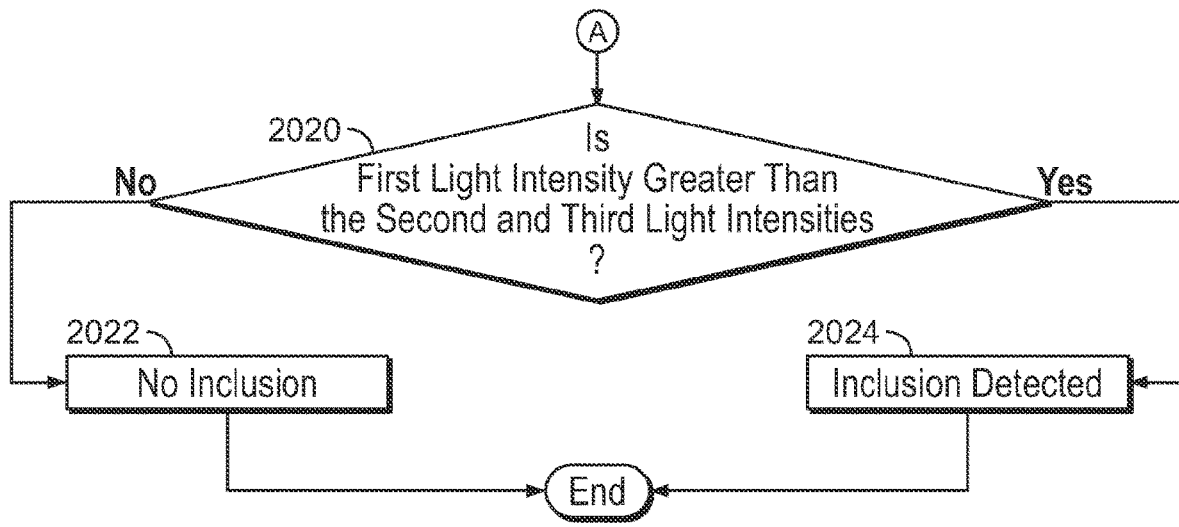 A
2020
Is
First Light Intensity Greater Than
the Second and Third Light Intensities
?
No
Yes
2022
No Inclusion
2024
Inclusion Detected
End